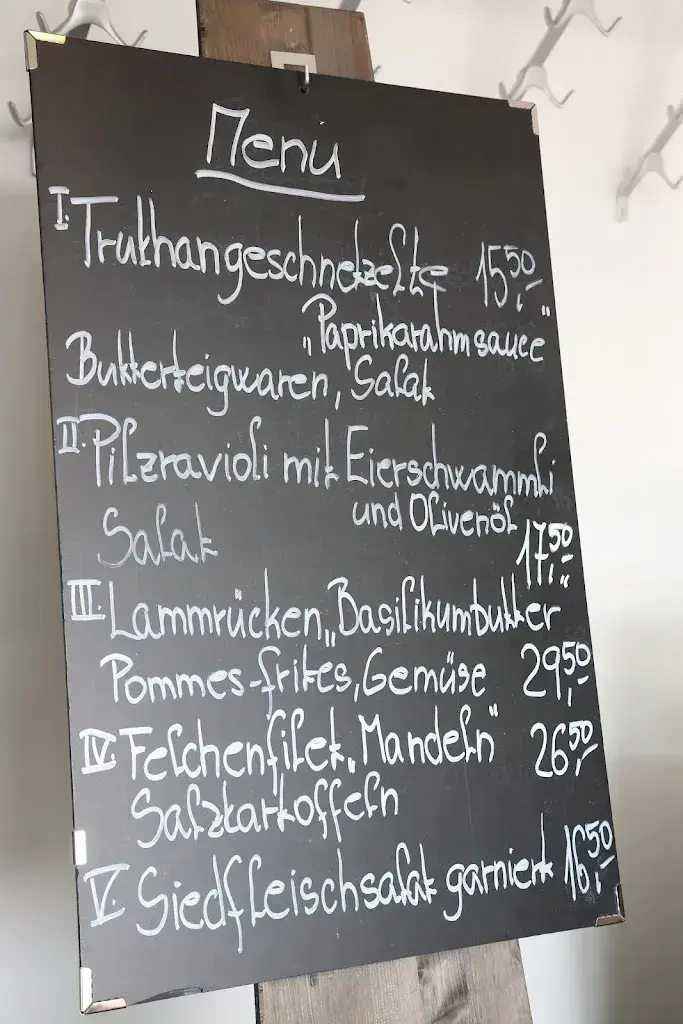 Menu
I. Truthangeschnetzeltte 15.50
„Paprikarahmsauce"
Butterteigwaren, Salat
II. Pilzravioli mit Eierschwammli
und Olivenöl
Salat 17.50
III. Lammrücken „Basilikumbutter"
Pommes-frites, Gemüse 29.50
IV Felchenfilet „Mandeln" 26.50
Salzkartoffeln
V. Siedfleischsalat garniert 16.50